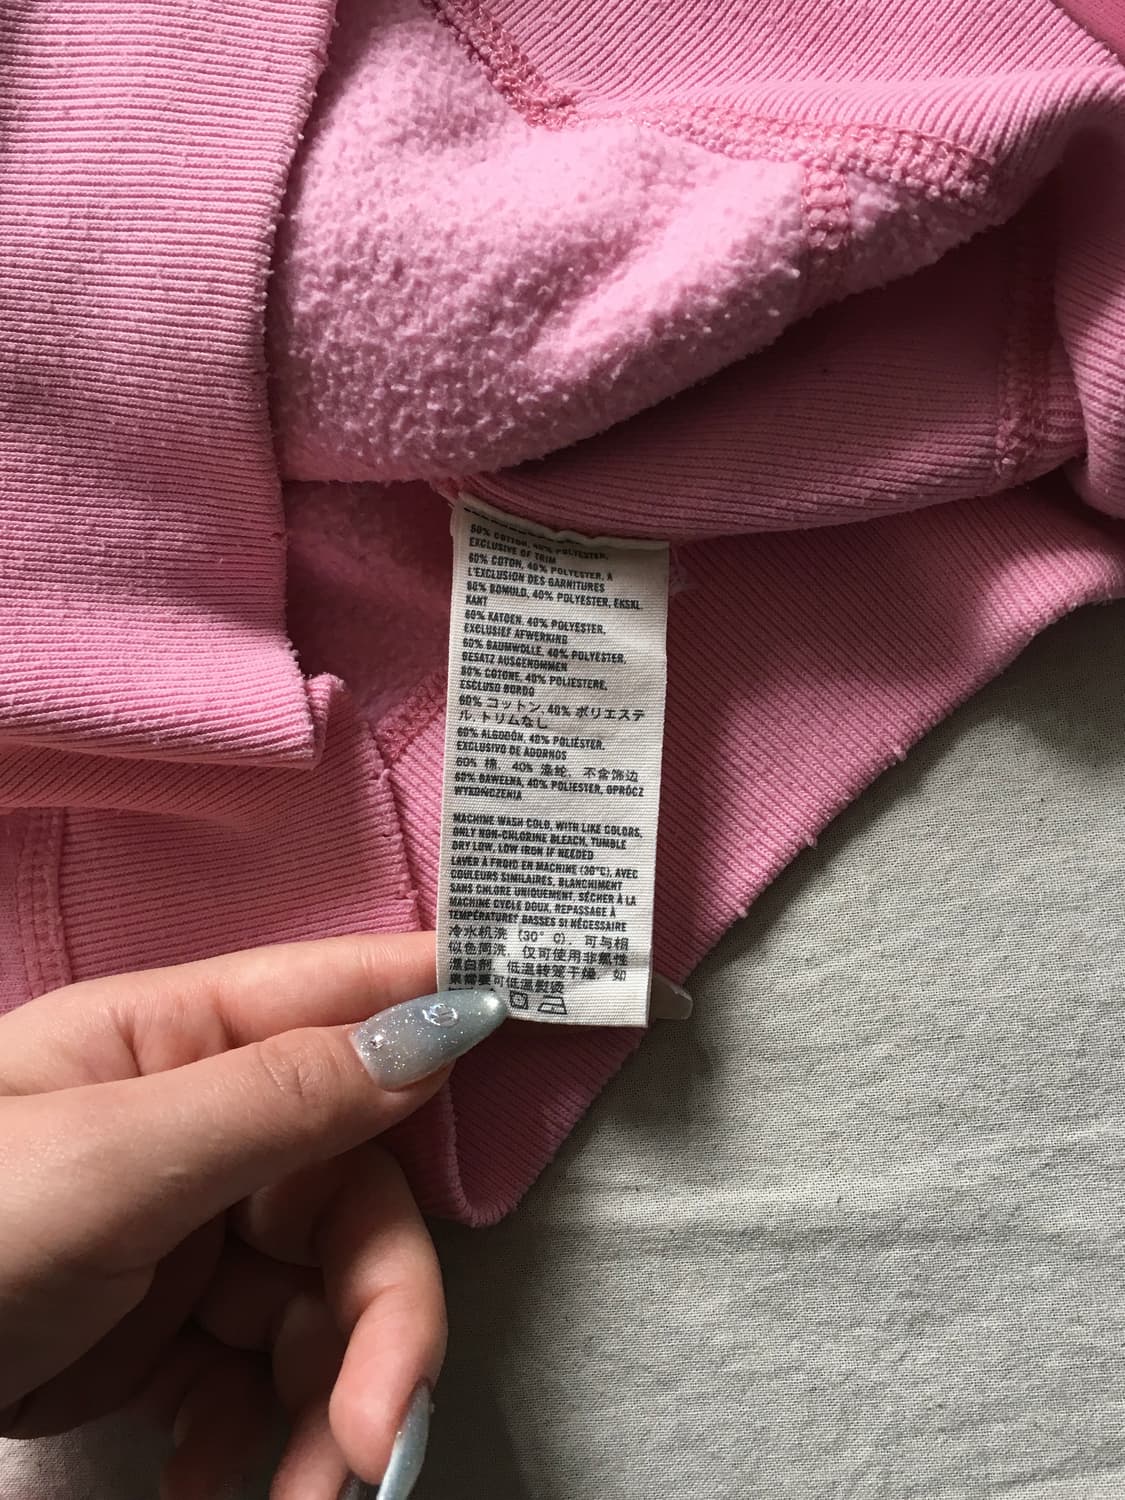 60% COTTON, 40% POLYESTER,
EXCLUSIVE OF TRIM
60% COTON, 40% POLYESTER, À
L'EXCLUSION DES GARNITURES
60% BOMULD, 40% POLYESTER, EKSKL.
KANT
60% KATOEN, 40% POLYESTER,
EXCLUSIEF AFWERKING
60% BAUMWOLLE, 40% POLYESTER,
BESATZ AUSGENOMMEN
60% COTONE, 40% POLIESTERE,
ESCLUSO BORDO
60% コットン, 40% ポリエステ
ル, トリムなし
60% ALGODÓN, 40% POLIÉSTER,
EXCLUSIVO DE ADORNOS
60% 棉, 40% 涤纶, 不含饰边
60% BAWEŁNA, 40% POLIESTER, OPRÓCZ
WYKOŃCZENIA
MACHINE WASH COLD, WITH LIKE COLORS,
ONLY NON-CHLORINE BLEACH, TUMBLE
DRY LOW, LOW IRON IF NEEDED
LAVER À FROID EN MACHINE (30°C), AVEC
COULEURS SIMILAIRES, BLANCHIMENT
SANS CHLORE UNIQUEMENT, SÉCHER À LA
MACHINE CYCLE DOUX, REPASSAGE À
TEMPÉRATURES BASSES SI NÉCESSAIRE
冷水机洗 (30° C), 可与相
似色同洗, 仅可使用非氯性
漂白剂, 低温转笼干燥, 如
果需要可低温熨烫